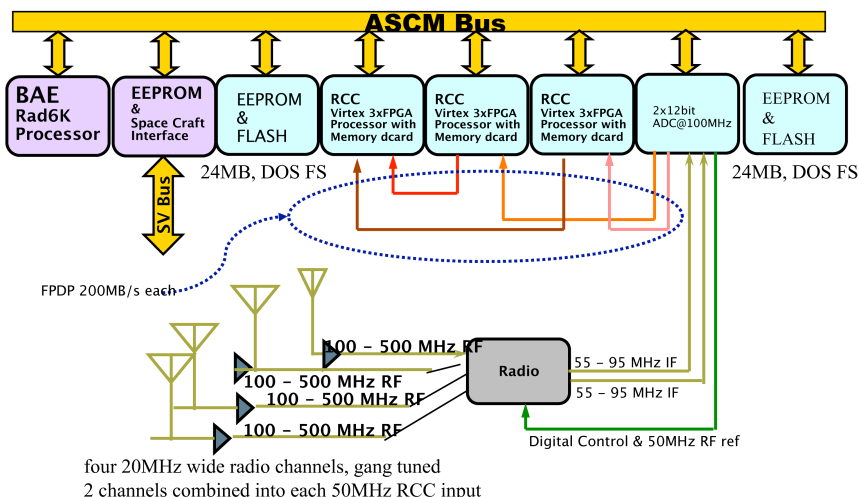 ASCM Bus
BAE
Rad6K
Processor
EEPROM
&
Space Craft
Interface
EEPROM
&
FLASH
RCC
Virtex 3xFPGA
Processor with
Memory dcard
RCC
Virtex 3xFPGA
Processor with
Memory dcard
RCC
Virtex 3xFPGA
Processor with
Memory dcard
2x12bit
ADC@100MHz
EEPROM
&
FLASH
24MB, DOS FS
24MB, DOS FS
SV Bus
FPDP 200MB/s each
100 – 500 MHz RF
100 – 500 MHz RF
100 – 500 MHz RF
100 – 500 MHz RF
Radio
55 – 95 MHz IF
55 – 95 MHz IF
Digital Control & 50MHz RF ref
four 20MHz wide radio channels, gang tuned
2 channels combined into each 50MHz RCC input